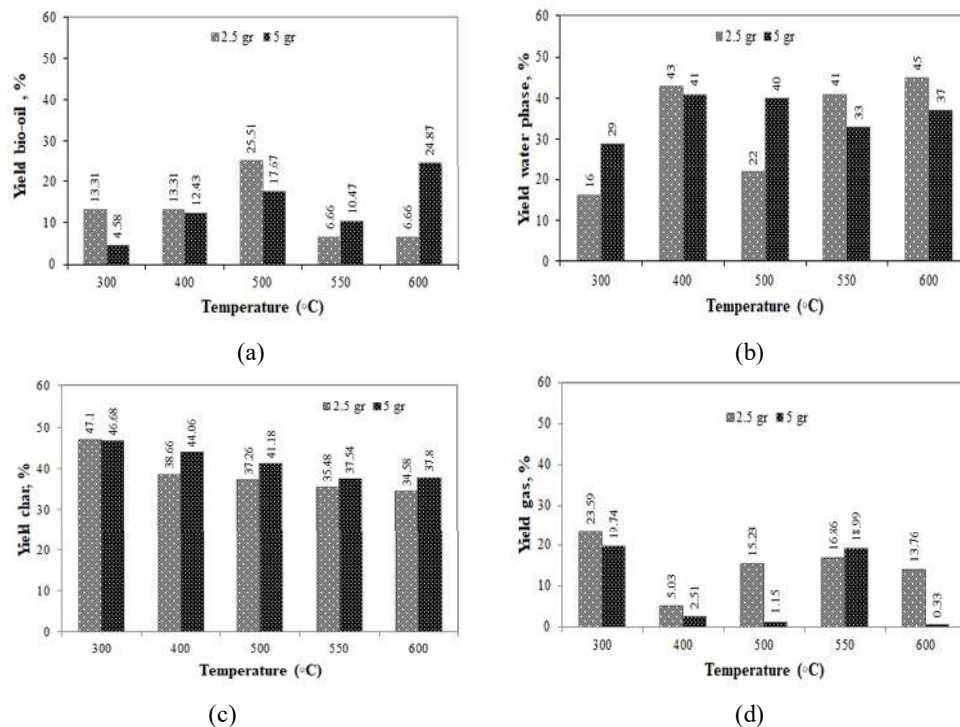 60
50
40
30
20
10
0
Yield bio-oil , %
2.5 gr 5 gr
13.31 4.58 13.31 12.43 25.51 17.67 6.66 10.47 6.66 24.87
300 400 500 550 600
Temperature (°C)
(a)
60
50
40
30
20
10
0
Yield water phase, %
2.5 gr 5 gr
16 29 43 41 22 40 41 33 45 37
300 400 500 550 600
Temperature (°C)
(b)
60
50
40
30
20
10
0
Yield char, %
2.5 gr 5 gr
47.1 46.68 38.66 44.06 37.26 41.18 35.48 37.54 34.58 37.8
300 400 500 550 600
Temperature (°C)
(c)
60
50
40
30
20
10
0
Yield gas, %
2.5 gr 5 gr
23.59 19.74 5.03 2.51 15.23 1.15 16.86 18.99 13.76 0.33
300 400 500 550 600
Temperature (°C)
(d)